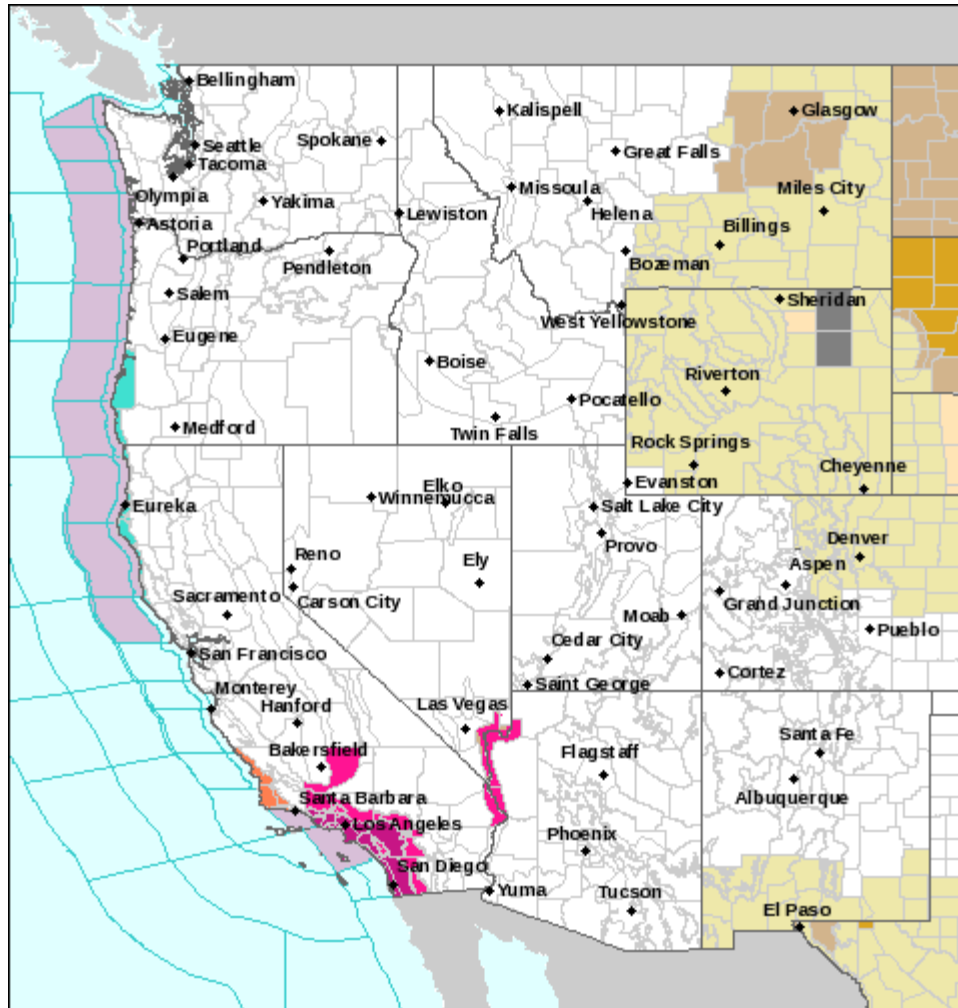 Bellingham
Kalispell
Glasgow
Seattle
Spokane
Great Falls
Tacoma
Missoula
Miles City
Olympia
Yakima
Lewiston
Helena
Astoria
Billings
Portland
Pendleton
Bozeman
Salem
Sheridan
West Yellowstone
Eugene
Boise
Riverton
Pocatello
Medford
Twin Falls
Rock Springs
Cheyenne
Elko
Evanston
Winnemucca
Eureka
Salt Lake City
Provo
Denver
Reno
Ely
Aspen
Sacramento
Carson City
Grand Junction
Moab
Pueblo
Cedar City
San Francisco
Cortez
Monterey
Saint George
Hanford
Las Vegas
Santa Fe
Bakersfield
Flagstaff
Albuquerque
Santa Barbara
Los Angeles
Phoenix
San Diego
Yuma
Tucson
El Paso